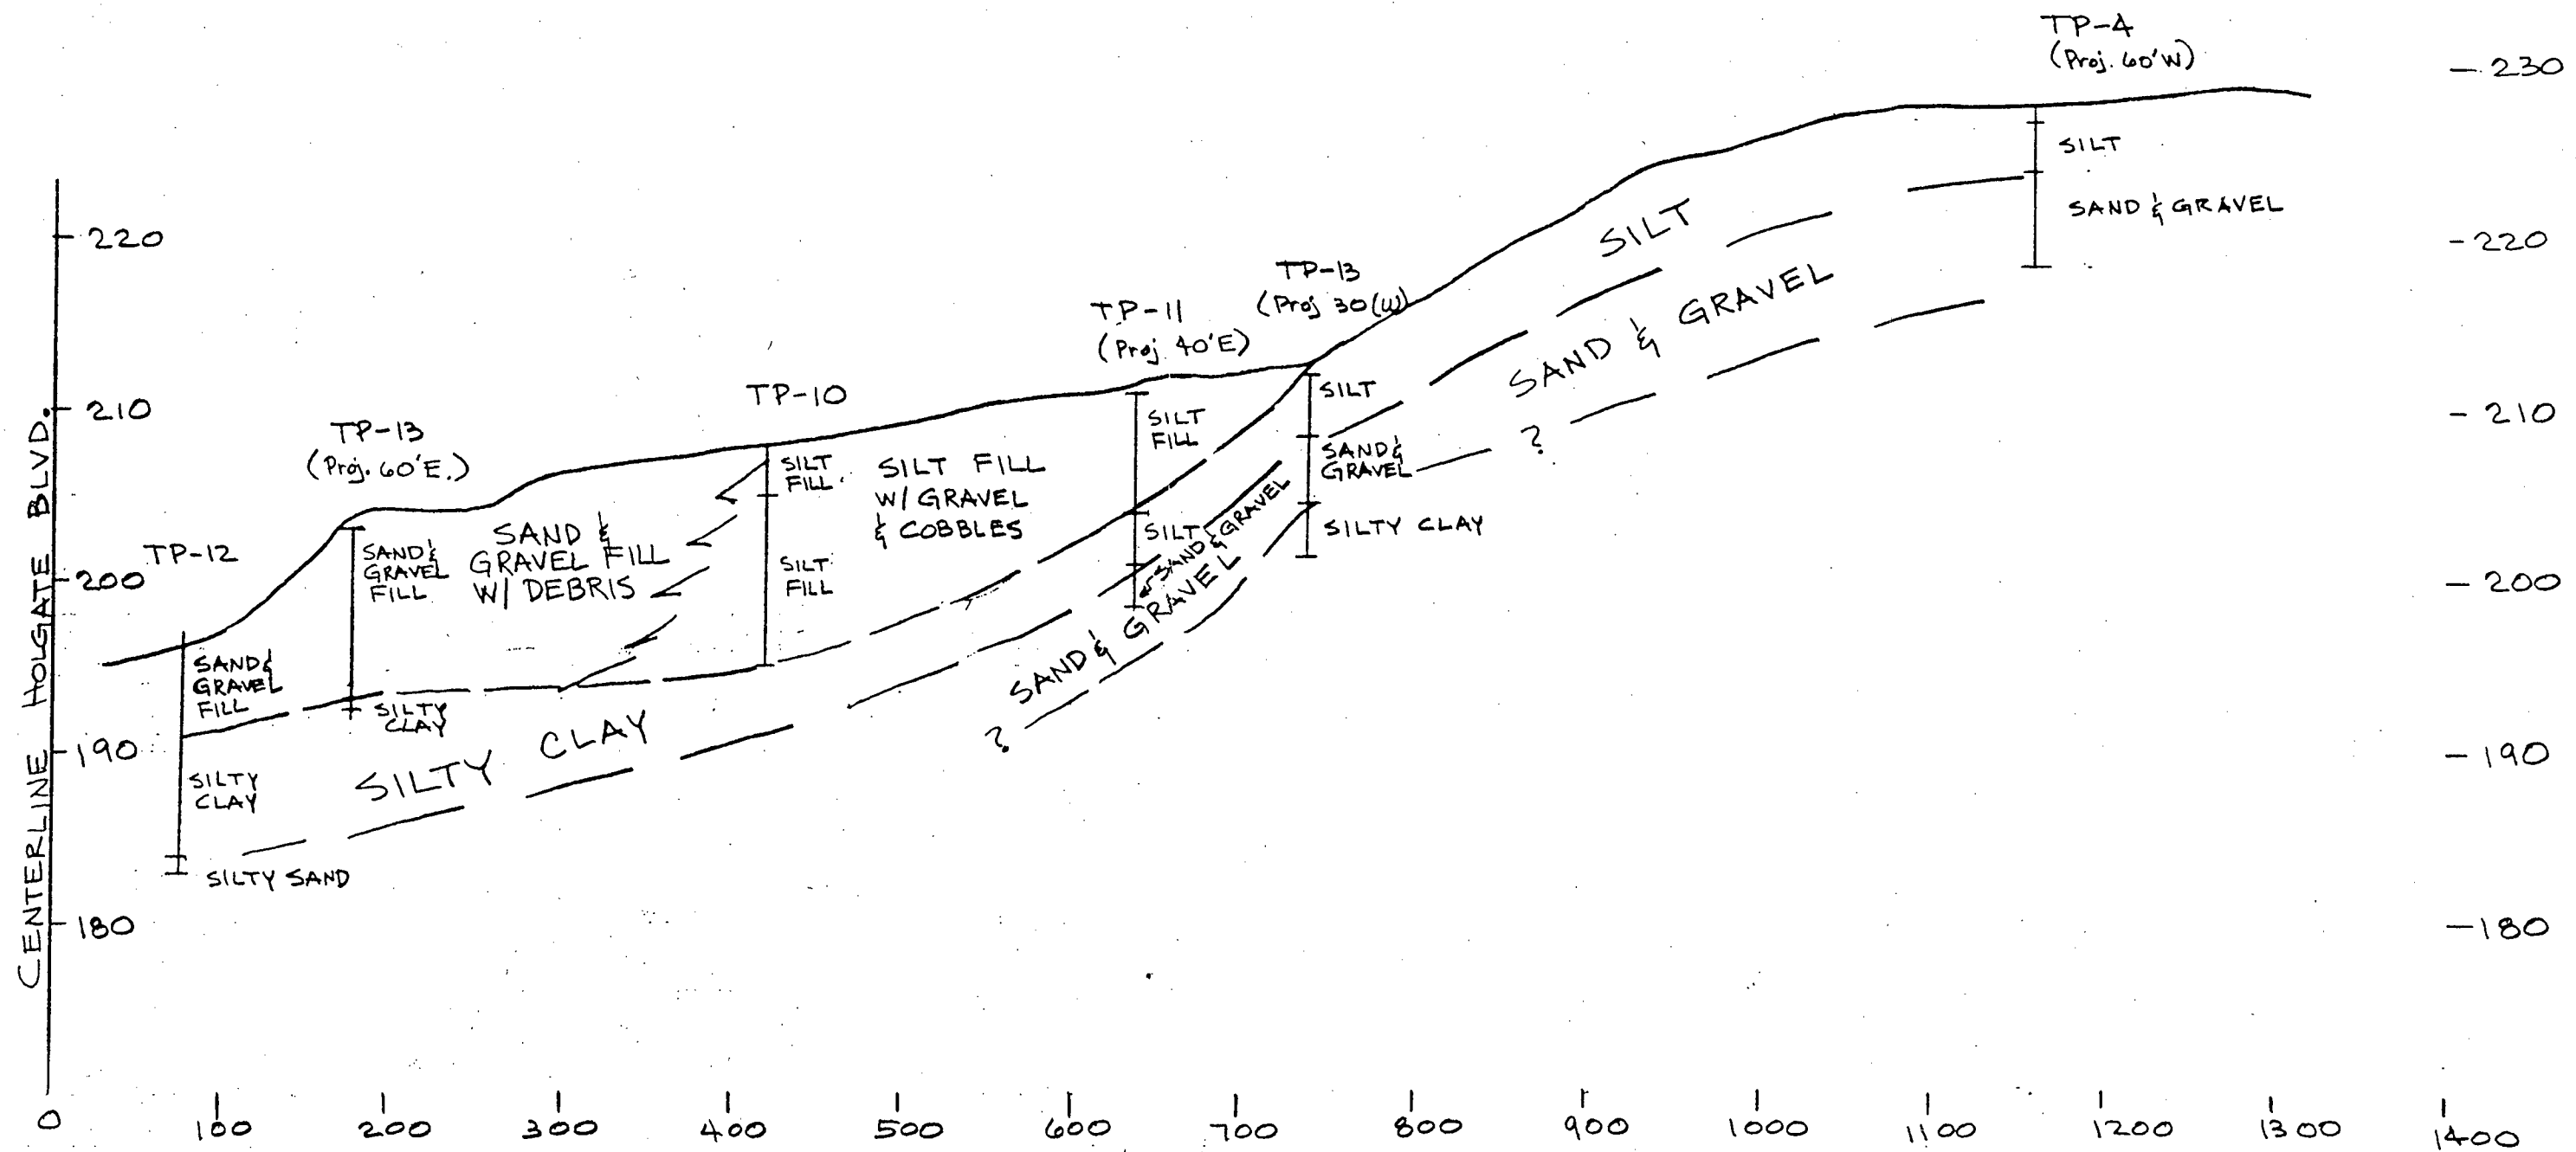 TP-4
(Proj. 60'W)
- 230
SILT
SAND & GRAVEL
220
- 220
SILT
SAND & GRAVEL
TP-13
(Proj 30(W)
TP-11
(Proj. 40'E)
SILT
SAND &
GRAVEL
SILTY CLAY
?
210
- 210
TP-10
SILT
FILL
SILT
SAND & GRAVEL
TP-13
(Proj. 60'E.)
SILT
FILL
SILT
FILL
SILT FILL
W/ GRAVEL
& COBBLES
TP-12
SAND &
GRAVEL
FILL
SAND &
GRAVEL FILL
W/ DEBRIS
200
- 200
SAND &
GRAVEL
FILL
SILTY
CLAY
SAND & GRAVEL
?
190
- 190
SILTY CLAY
SILTY
CLAY
SILTY SAND
180
- 180
CENTERLINE HOLGATE BLVD.
0
100
200
300
400
500
600
700
800
900
1000
1100
1200
1300
1400